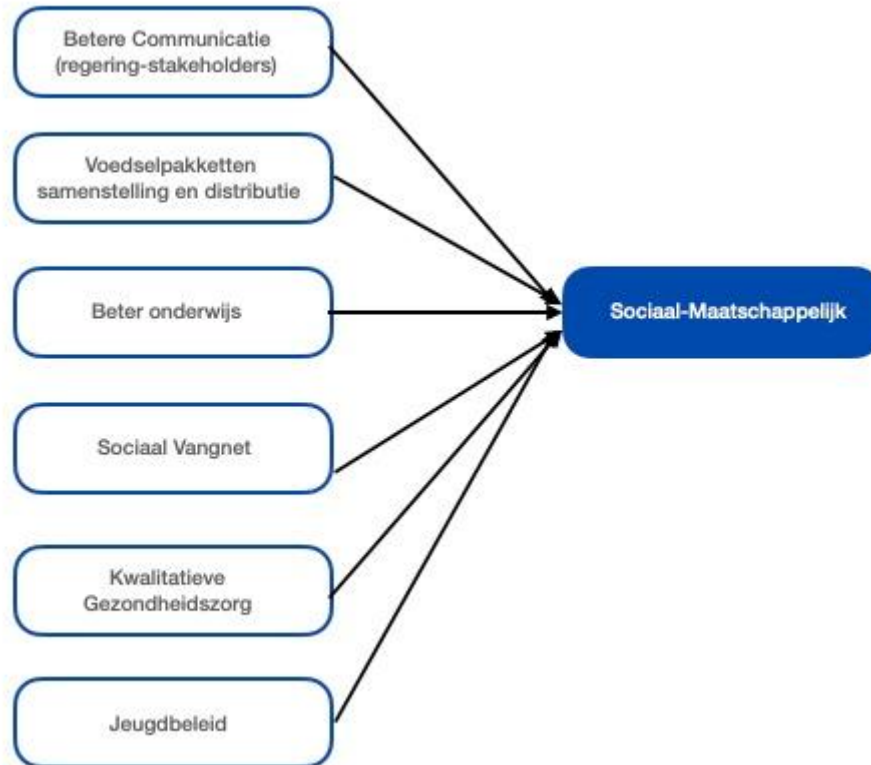 Betere Communicatie
(regering-stakeholders)
Voedselpakketten
samenstelling en distributie
Beter onderwijs
Sociaal-Maatschappelijk
Sociaal Vangnet
Kwalitatieve
Gezondheidszorg
Jeugdbeleid